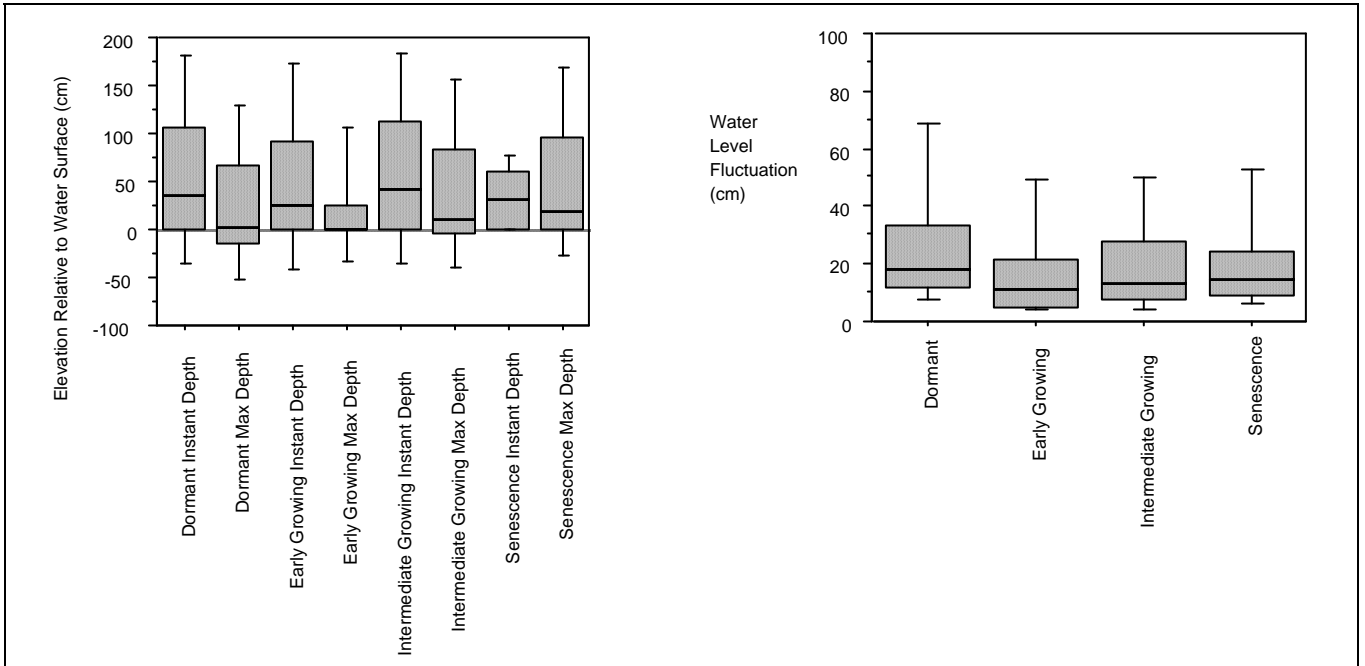 Elevation Relative to Water Surface (cm)
200
150
100
50
0
-50
-100
Dormant Instant Depth
Dormant Max Depth
Early Growing Instant Depth
Early Growing Max Depth
Intermediate Growing Instant Depth
Intermediate Growing Max Depth
Senescence Instant Depth
Senescence Max Depth
Water
Level
Fluctuation
(cm)
100
80
60
40
20
0
Dormant
Early Growing
Intermediate Growing
Senescence